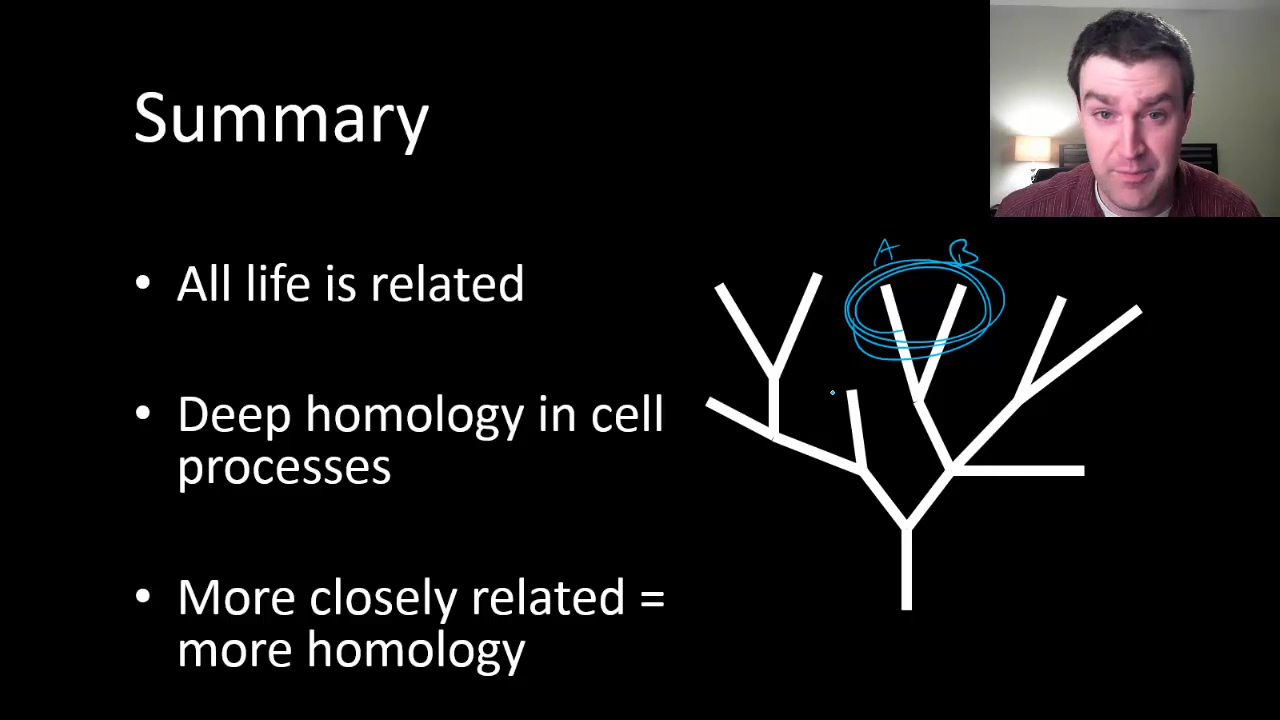 Summary
• All life is related
• Deep homology in cell
processes
• More closely related =
more homology
A B